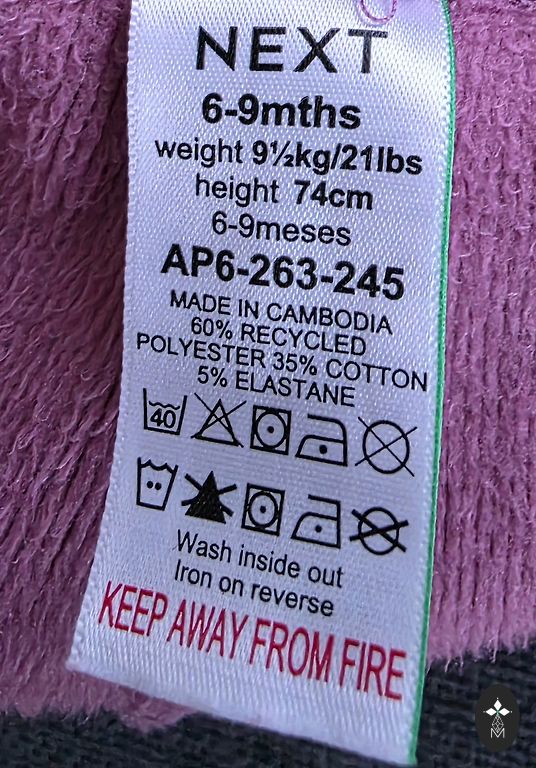 NEXT
6-9mths
weight 9½kg/21lbs
height 74cm
6-9meses
AP6-263-245
MADE IN CAMBODIA
60% RECYCLED
POLYESTER 35% COTTON
5% ELASTANE
40
Wash inside out
Iron on reverse
KEEP AWAY FROM FIRE
M